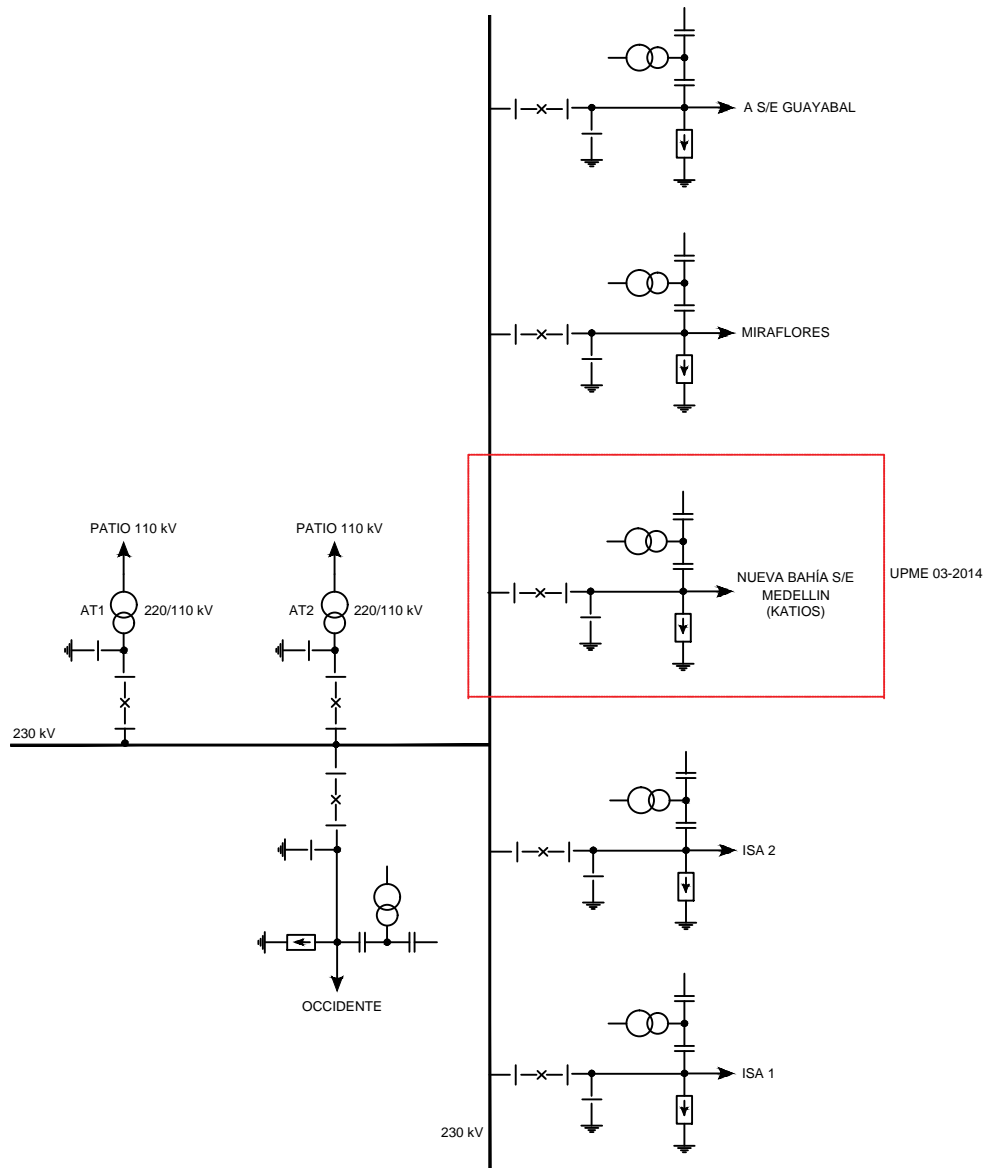 A S/E GUAYABAL
MIRAFLORES
PATIO 110 kV
PATIO 110 kV
NUEVA BAHÍA S/E
MEDELLIN
(KATIOS)
UPME 03-2014
AT1
220/110 kV
AT2
220/110 kV
230 kV
ISA 2
OCCIDENTE
ISA 1
230 kV